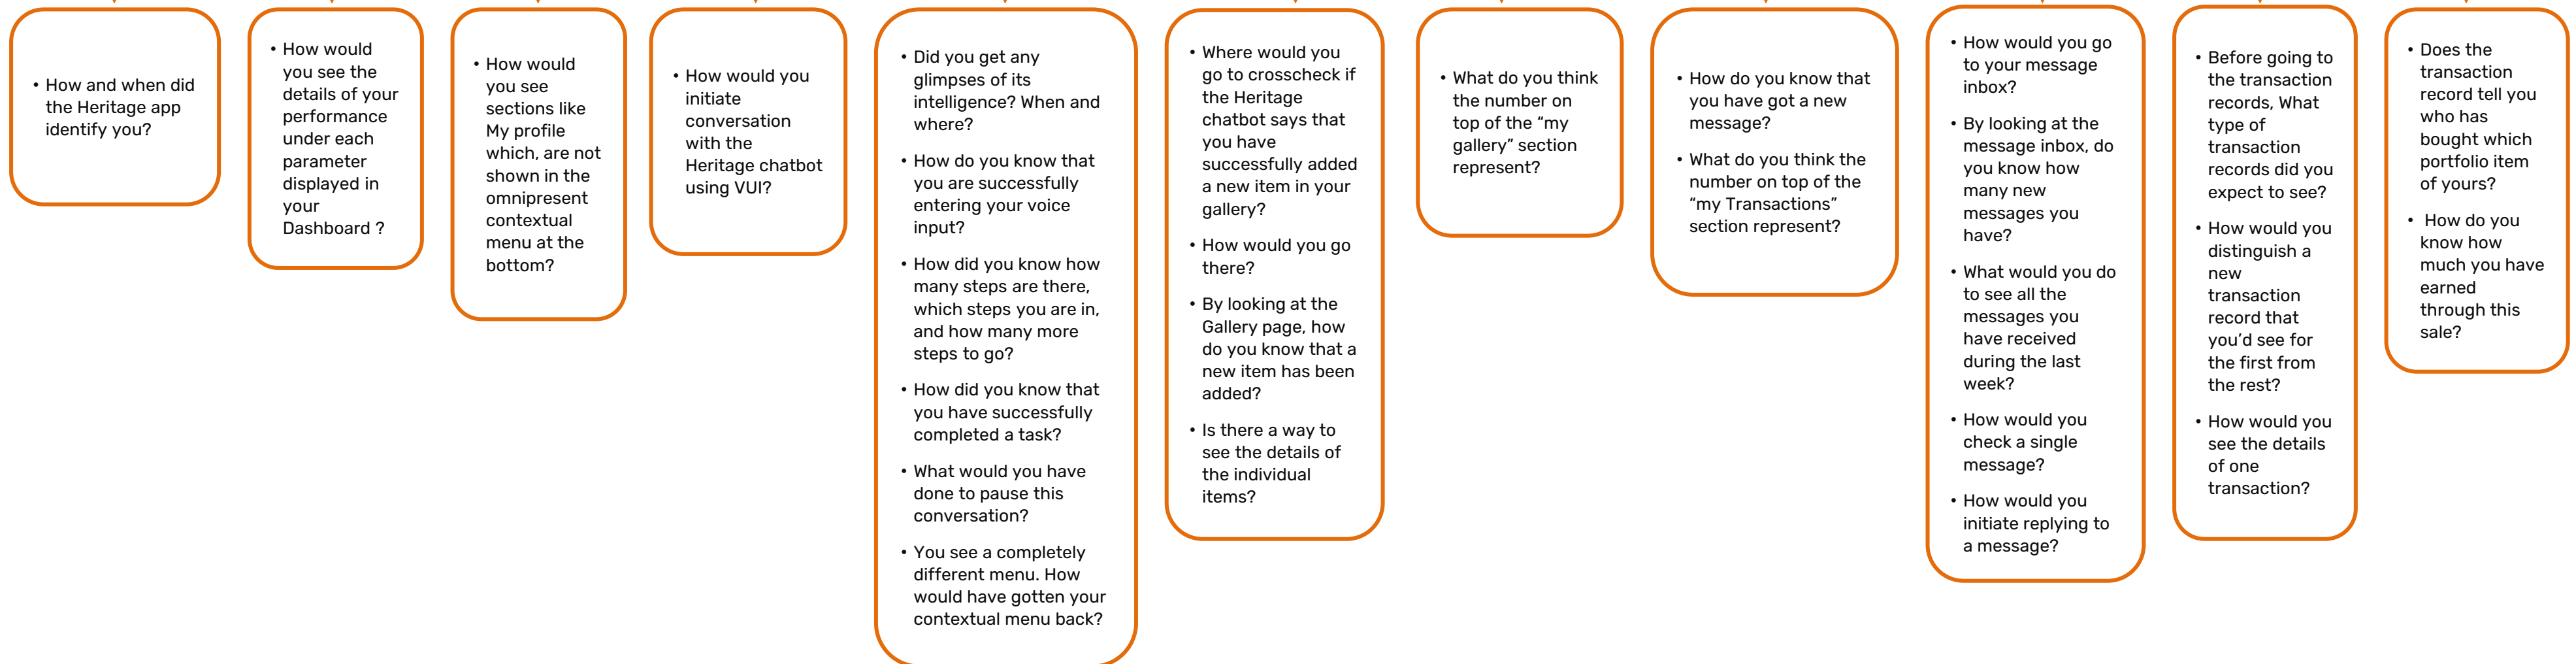 • How and when did
the Heritage app
identify you?
• How would
you see the
details of your
performance
under each
parameter
displayed in
your
Dashboard ?
• How would
you see
sections like
My profile
which, are not
shown in the
omnipresent
contextual
menu at the
bottom?
• How would you
initiate
conversation
with the
Heritage chatbot
using VUI?
• Did you get any
glimpses of its
intelligence? When and
where?
• How do you know that
you are successfully
entering your voice
input?
• How did you know how
many steps are there,
which steps you are in,
and how many more
steps to go?
• How did you know that
you have successfully
completed a task?
• What would you have
done to pause this
conversation?
• You see a completely
different menu. How
would have gotten your
contextual menu back?
• Where would you
go to crosscheck if
the Heritage
chatbot says that
you have
successfully added
a new item in your
gallery?
• How would you go
there?
• By looking at the
Gallery page, how
do you know that a
new item has been
added?
• Is there a way to
see the details of
the individual
items?
• What do you think
the number on
top of the “my
gallery” section
represent?
• How do you know that
you have got a new
message?
• What do you think the
number on top of the
“my Transactions”
section represent?
• How would you go
to your message
inbox?
• By looking at the
message inbox, do
you know how
many new
messages you
have?
• What would you do
to see all the
messages you
have received
during the last
week?
• How would you
check a single
message?
• How would you
initiate replying to
a message?
• Before going to
the transaction
records, What
type of
transaction
records did you
expect to see?
• How would you
distinguish a
new
transaction
record that
you’d see for
the first from
the rest?
• How would you
see the details
of one
transaction?
• Does the
transaction
record tell you
who has
bought which
portfolio item
of yours?
• How do you
know how
much you have
earned
through this
sale?